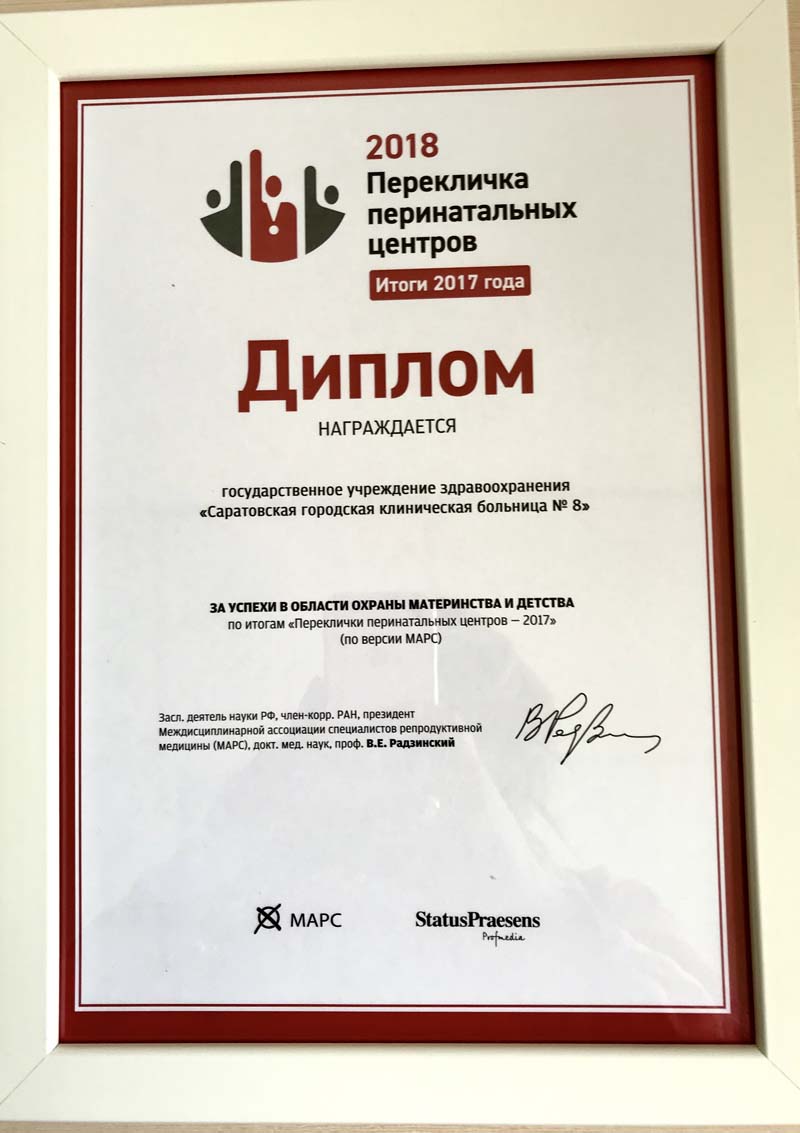 2018
Перекличка
перинатальных
центров
Итоги 2017 года
Диплом
НАГРАЖДАЕТСЯ
государственное учреждение здравоохранения
«Саратовская городская клиническая больница № 8»
ЗА УСПЕХИ В ОБЛАСТИ ОХРАНЫ МАТЕРИНСТВА И ДЕТСТВА
по итогам «Переклички перинатальных центров – 2017»
(по версии МАРС)
Засл. деятель науки РФ, член-корр. РАН, президент
Междисциплинарной ассоциации специалистов репродуктивной
медицины (МАРС), докт. мед. наук, проф. В.Е. Радзинский
МАРС
StatusPraesens
Profmedia